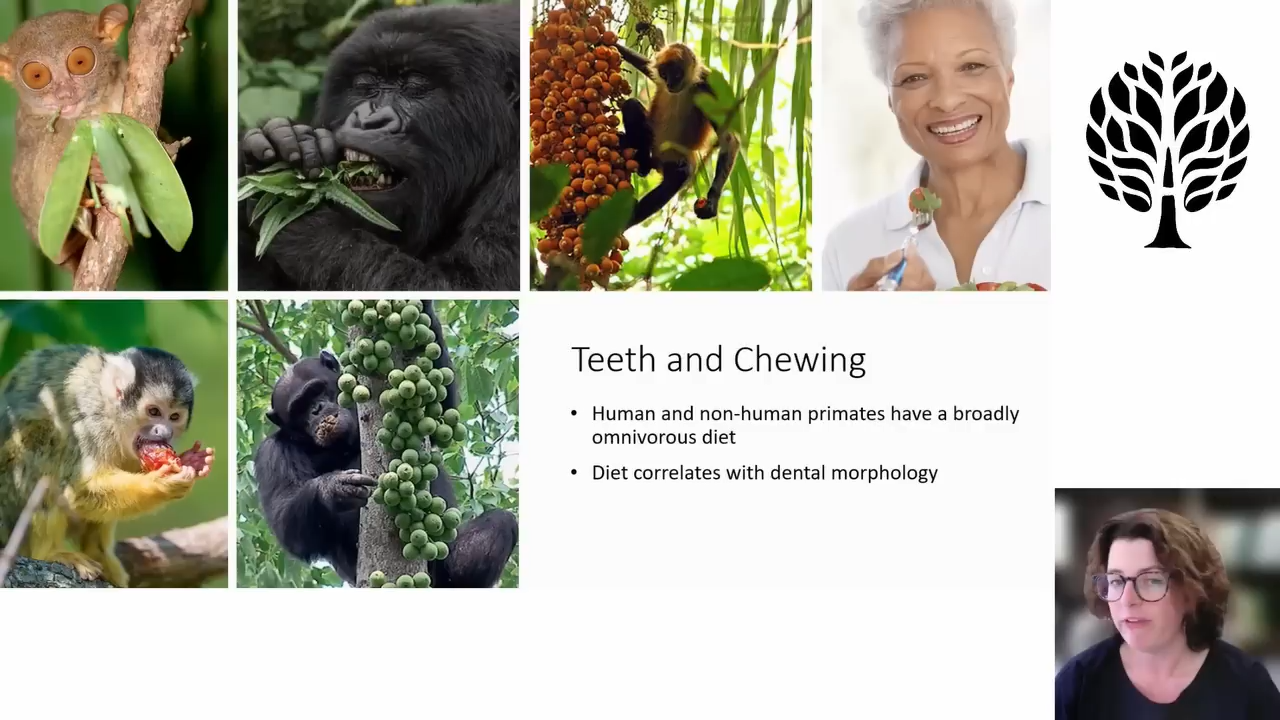 Teeth and Chewing
• Human and non-human primates have a broadly
omnivorous diet
• Diet correlates with dental morphology